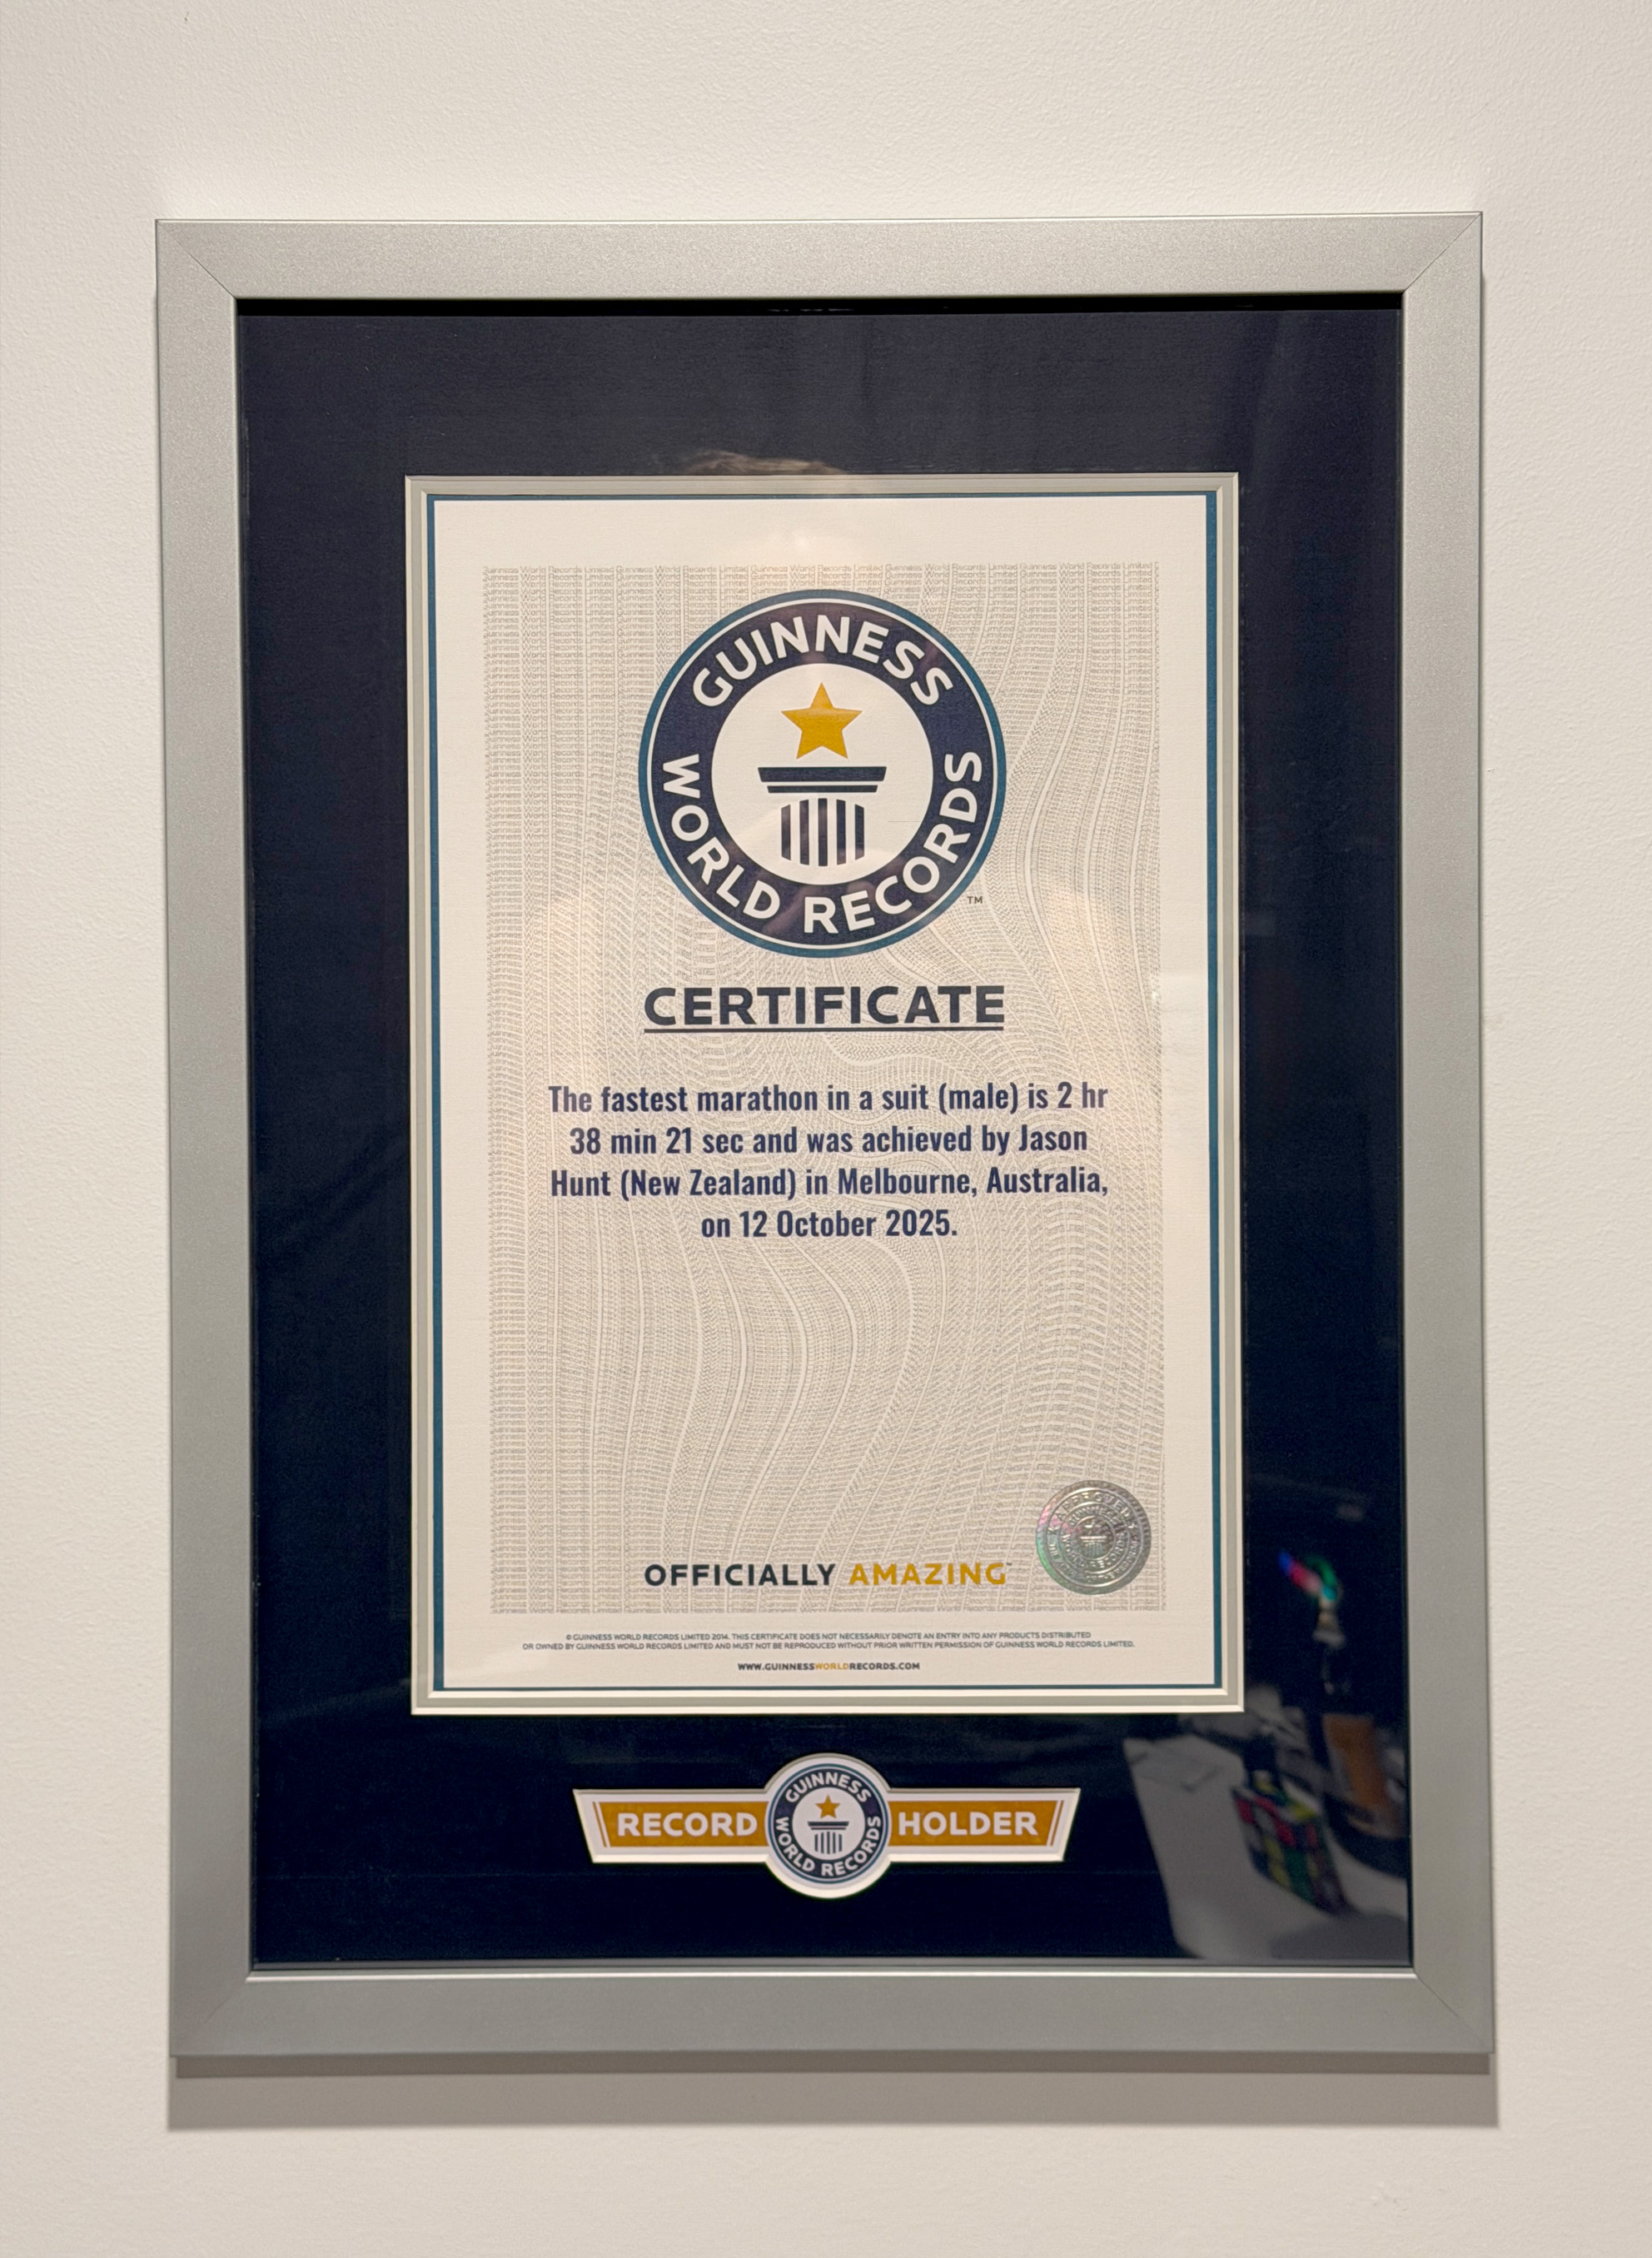 GUINNESS
WORLD RECORDS
TM
CERTIFICATE
The fastest marathon in a suit (male) is 2 hr
38 min 21 sec and was achieved by Jason
Hunt (New Zealand) in Melbourne, Australia,
on 12 October 2025.
OFFICIALLY AMAZING™
© GUINNESS WORLD RECORDS LIMITED 2014. THIS CERTIFICATE DOES NOT NECESSARILY DENOTE AN ENTRY INTO ANY PRODUCTS DISTRIBUTED
OR OWNED BY GUINNESS WORLD RECORDS LIMITED AND MUST NOT BE REPRODUCED WITHOUT PRIOR WRITTEN PERMISSION OF GUINNESS WORLD RECORDS LIMITED.
WWW.GUINNESSWORLDRECORDS.COM
RECORD GUINNESS WORLD RECORDS HOLDER